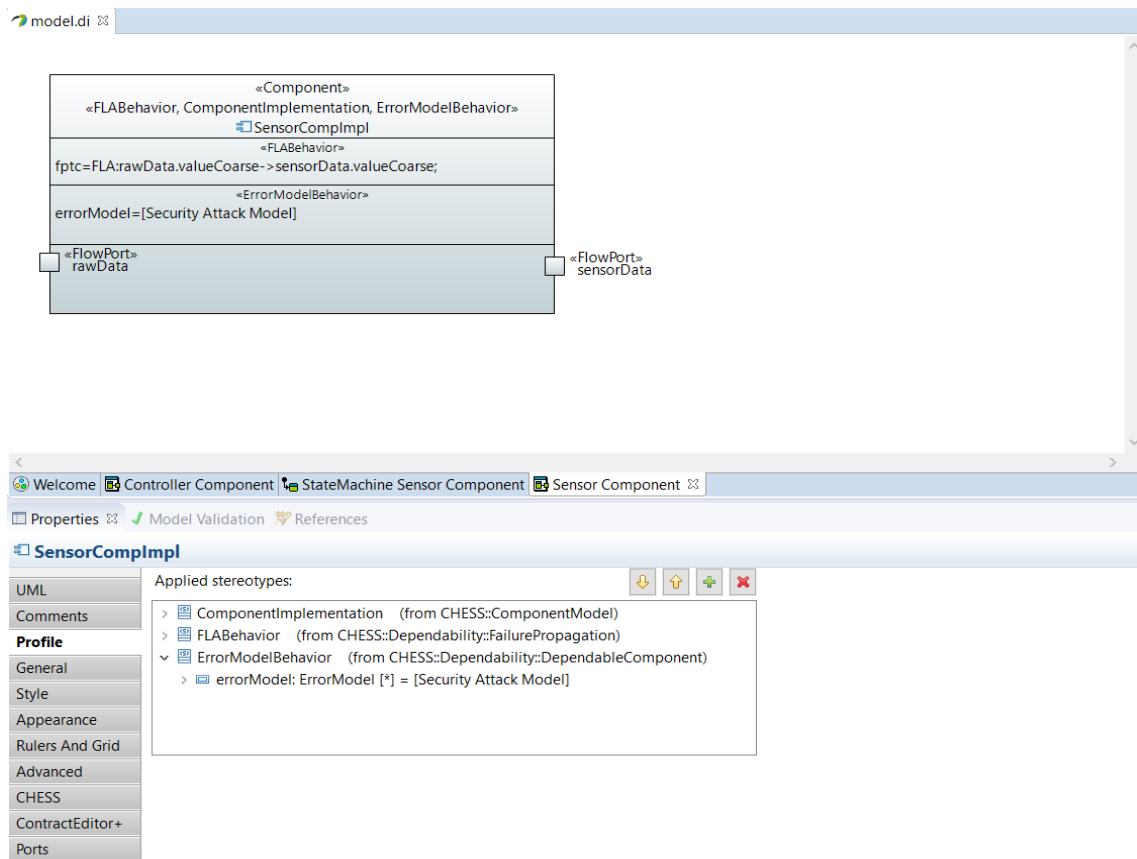 model.di
«Component»
«FLABehavior, ComponentImplementation, ErrorModelBehavior»
SensorCompImpl
«FLABehavior»
fptc=FLA:rawData.valueCoarse->sensorData.valueCoarse;
«ErrorModelBehavior»
errorModel=[Security Attack Model]
«FlowPort»
rawData
«FlowPort»
sensorData
Welcome Controller Component StateMachine Sensor Component Sensor Component
Properties Model Validation References
SensorCompImpl
Applied stereotypes:
UML
Comments
Profile
General
Style
Appearance
Rulers And Grid
Advanced
CHESS
ContractEditor+
Ports
ComponentImplementation (from CHESS::ComponentModel)
FLABehavior (from CHESS::Dependability::FailurePropagation)
ErrorModelBehavior (from CHESS::Dependability::DependableComponent)
errorModel: ErrorModel [*] = [Security Attack Model]